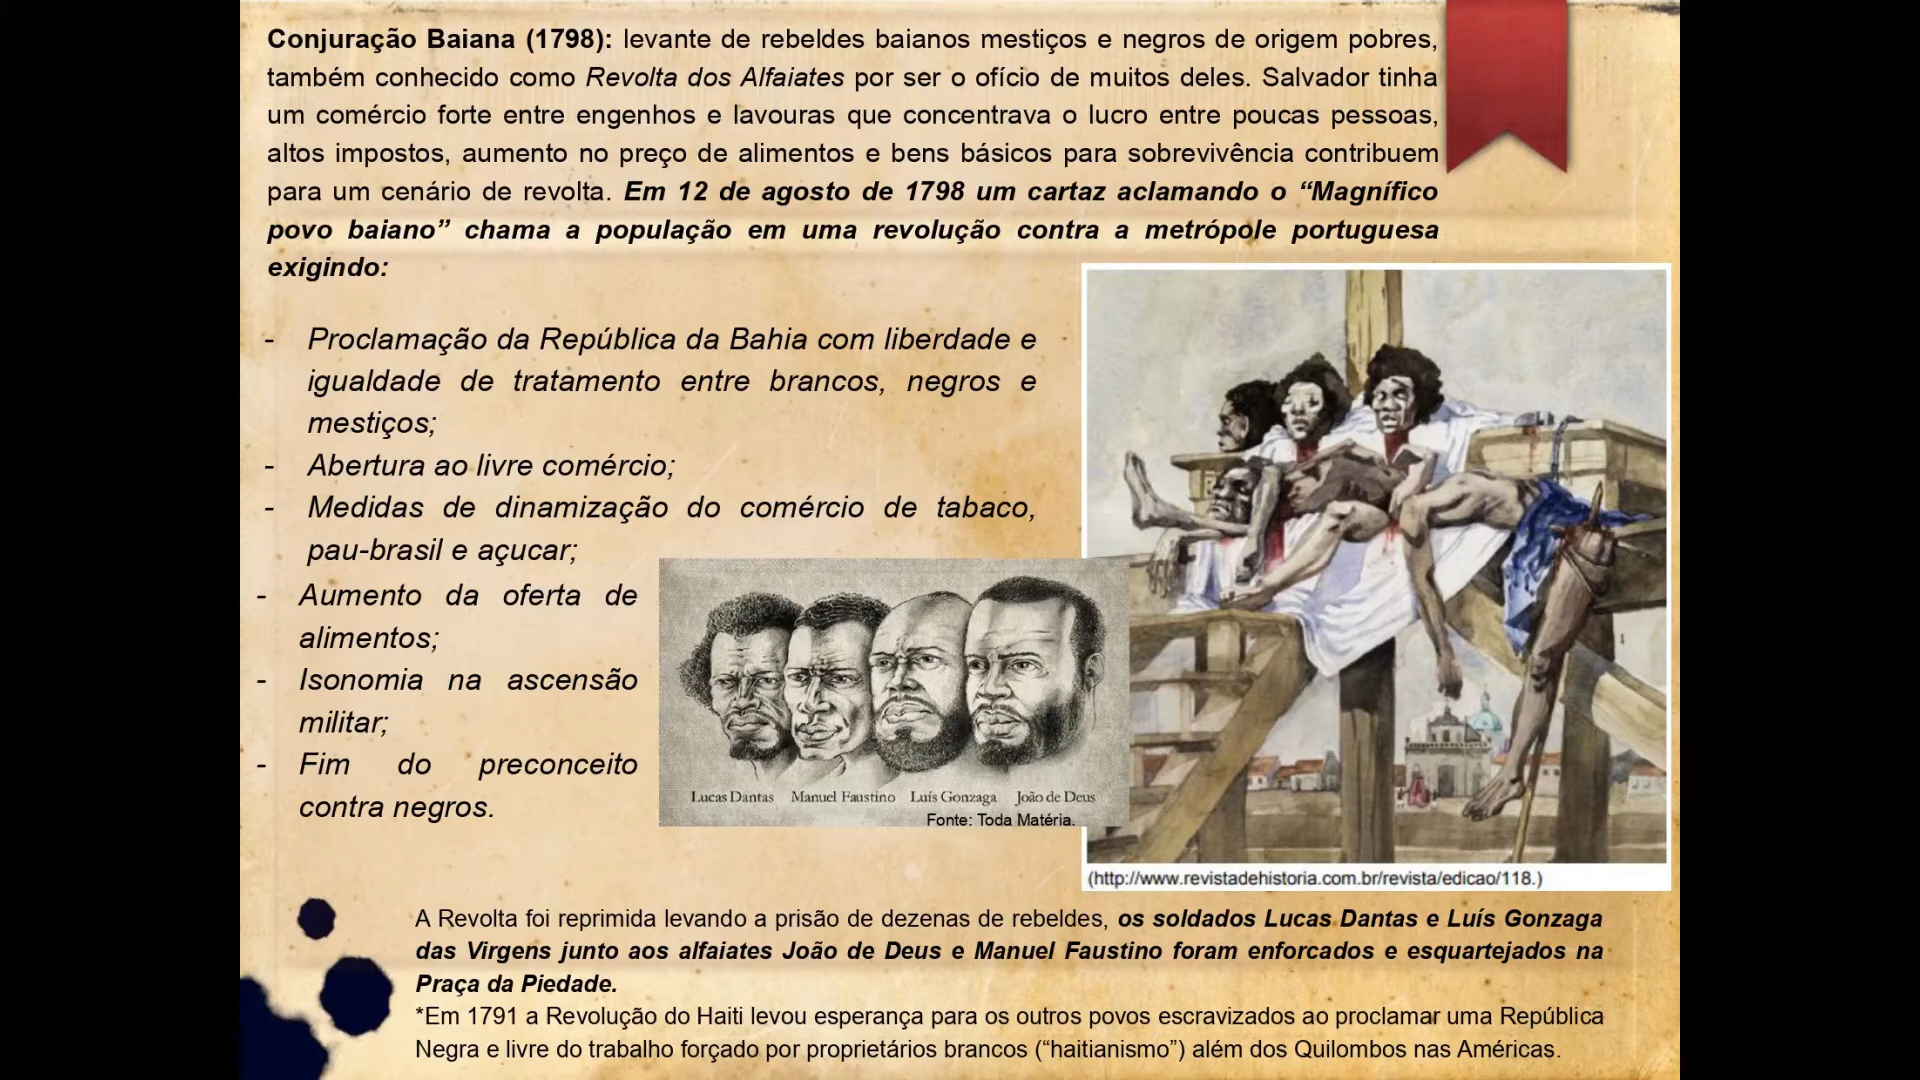 Conjuração Baiana (1798): levante de rebeldes baianos mestiços e negros de origem pobres,
também conhecido como Revolta dos Alfaiates por ser o ofício de muitos deles. Salvador tinha
um comércio forte entre engenhos e lavouras que concentrava o lucro entre poucas pessoas,
altos impostos, aumento no preço de alimentos e bens básicos para sobrevivência contribuem
para um cenário de revolta. Em 12 de agosto de 1798 um cartaz aclamando o “Magnífico
povo baiano” chama a população em uma revolução contra a metrópole portuguesa
exigindo:
- Proclamação da República da Bahia com liberdade e
igualdade de tratamento entre brancos, negros e
mestiços;
- Abertura ao livre comércio;
- Medidas de dinamização do comércio de tabaco,
pau-brasil e açucar;
- Aumento da oferta de
alimentos;
- Isonomia na ascensão
militar;
- Fim do preconceito
contra negros.
Lucas Dantas Manuel Faustino Luís Gonzaga João de Deus
Fonte: Toda Matéria.
(http://www.revistadehistoria.com.br/revista/edicao/118.)
A Revolta foi reprimida levando a prisão de dezenas de rebeldes, os soldados Lucas Dantas e Luís Gonzaga
das Virgens junto aos alfaiates João de Deus e Manuel Faustino foram enforcados e esquartejados na
Praça da Piedade.
*Em 1791 a Revolução do Haiti levou esperança para os outros povos escravizados ao proclamar uma República
Negra e livre do trabalho forçado por proprietários brancos (“haitianismo”) além dos Quilombos nas Américas.